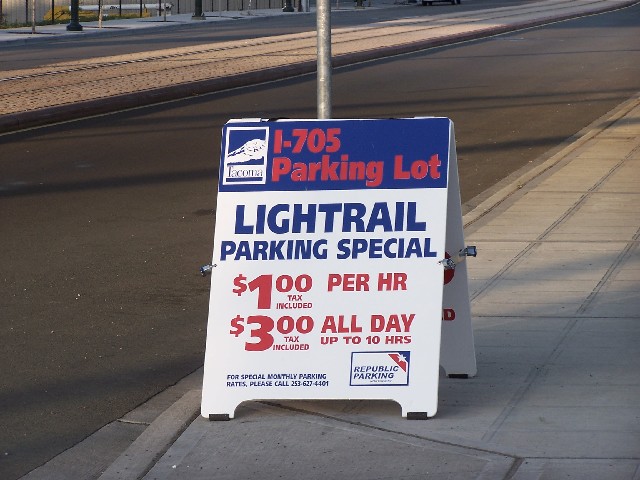 Tacoma
I-705
Parking Lot
LIGHTRAIL
PARKING SPECIAL
$1.00 TAX INCLUDED PER HR
$3.00 TAX INCLUDED ALL DAY
UP TO 10 HRS
FOR SPECIAL MONTHLY PARKING
RATES, PLEASE CALL 253-627-4401
REPUBLIC
PARKING